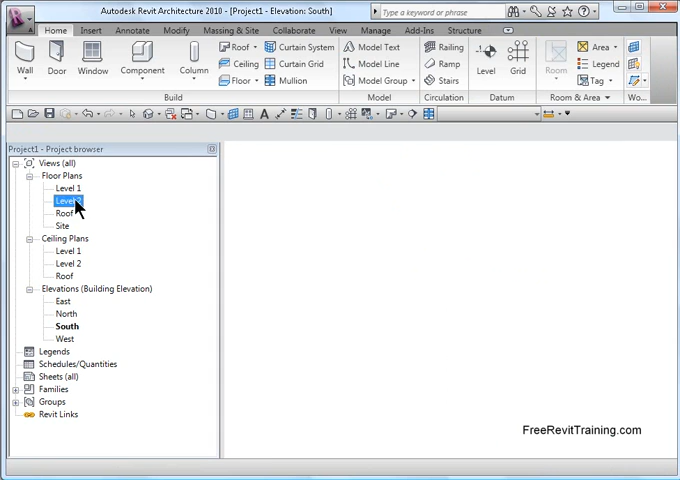 Autodesk Revit Architecture 2010 - [Project1 - Elevation: South]
Type a keyword or phrase
Home Insert Annotate Modify Massing & Site Collaborate View Manage Add-Ins Structure
Wall Door Window Component Column
Roof Curtain System
Ceiling Curtain Grid
Floor Mullion
Build
Model Text
Model Line
Model Group
Model
Railing
Ramp
Stairs
Circulation
Level Grid
Datum
Room
Area
Legend
Tag
Room & Area
Wo...
Project1 - Project browser
Views (all)
Floor Plans
Level 1
Level 2
Roof
Site
Ceiling Plans
Level 1
Level 2
Roof
Elevations (Building Elevation)
East
North
South
West
Legends
Schedules/Quantities
Sheets (all)
Families
Groups
Revit Links
FreeRevitTraining.com